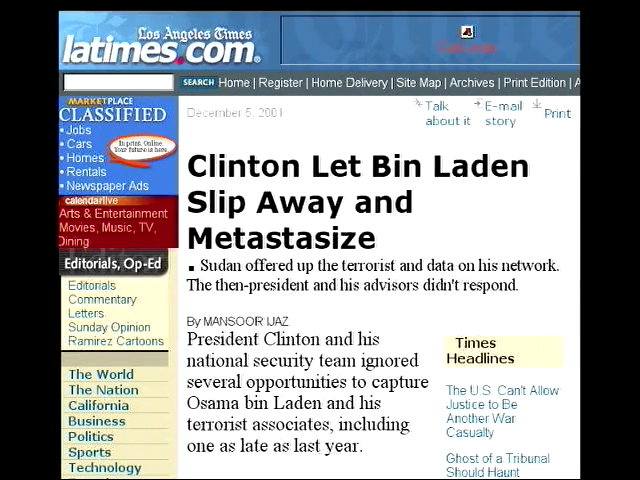 Los Angeles Times
latimes.com
SEARCH Home | Register | Home Delivery | Site Map | Archives | Print Edition | A
MARKETPLACE
CLASSIFIED
• Jobs
• Cars
• Homes
• Rentals
• Newspaper Ads
In print. Online.
Your future is here.
calendarlive
Arts & Entertainment
Movies, Music, TV,
Dining
Editorials, Op-Ed
Editorials
Commentary
Letters
Sunday Opinion
Ramirez Cartoons
The World
The Nation
California
Business
Politics
Sports
Technology
December 5, 2001
Talk
about it
E-mail
story
Print
Clinton Let Bin Laden
Slip Away and
Metastasize
▪ Sudan offered up the terrorist and data on his network.
The then-president and his advisors didn't respond.
By MANSOOR IJAZ
President Clinton and his
national security team ignored
several opportunities to capture
Osama bin Laden and his
terrorist associates, including
one as late as last year.
Times
Headlines
The U.S. Can't Allow
Justice to Be
Another War
Casualty
Ghost of a Tribunal
Should Haunt